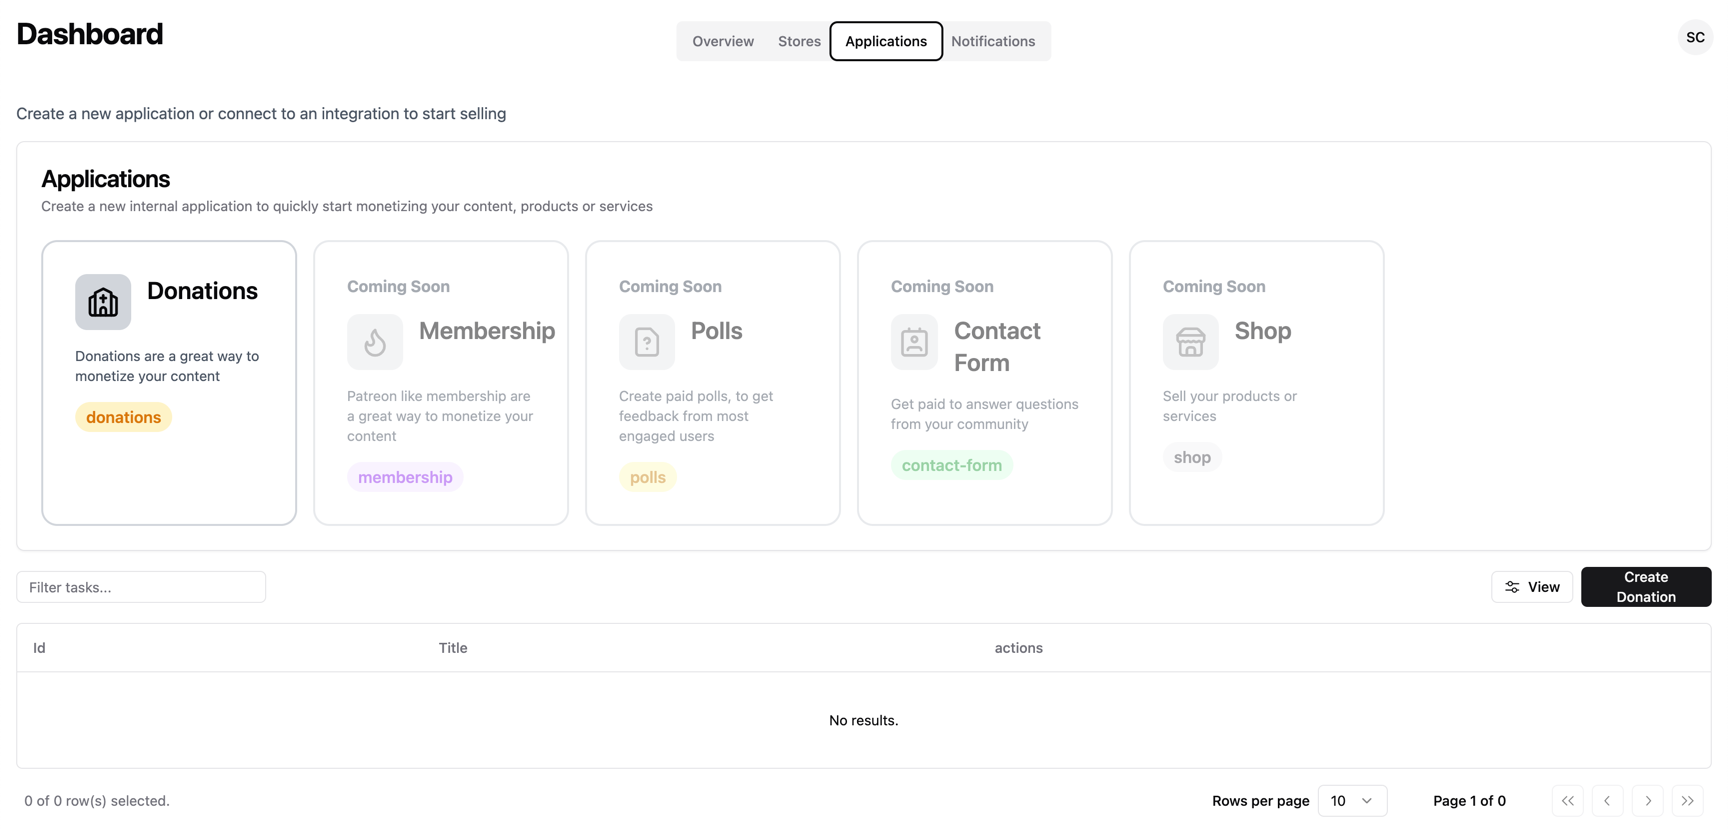 Dashboard
Overview
Stores
Applications
Notifications
SC
Create a new application or connect to an integration to start selling
Applications
Create a new internal application to quickly start monetizing your content, products or services
Donations
Donations are a great way to
monetize your content
donations
Coming Soon
Membership
Patreon like membership are
a great way to monetize your
content
membership
Coming Soon
Polls
Create paid polls, to get
feedback from most
engaged users
polls
Coming Soon
Contact
Form
Get paid to answer questions
from your community
contact-form
Coming Soon
Shop
Sell your products or
services
shop
Filter tasks...
View
Create
Donation
Id
Title
actions
No results.
0 of 0 row(s) selected.
Rows per page
10
Page 1 of 0